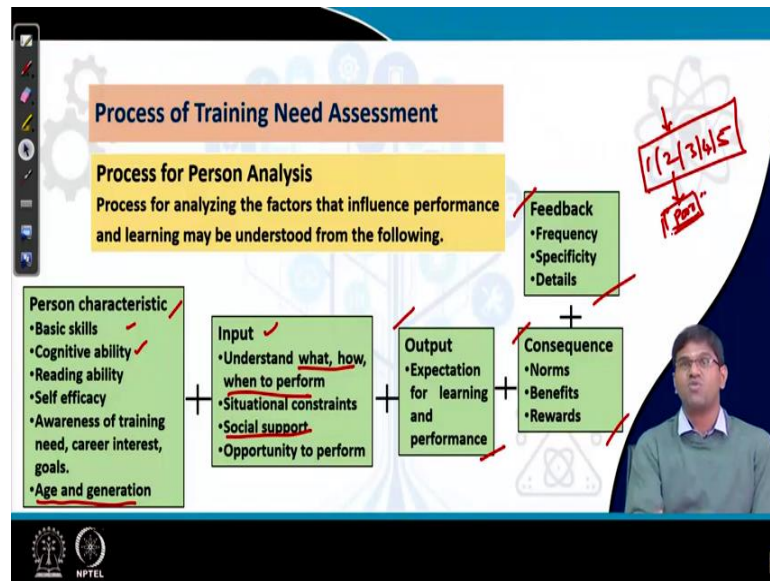 Process of Training Need Assessment
Process for Person Analysis
Process for analyzing the factors that influence performance
and learning may be understood from the following.
1/2/3/4/5
Feedback
•Frequency
•Specificity
•Details
+
Person characteristic
•Basic skills
•Cognitive ability
•Reading ability
•Self efficacy
•Awareness of training
need, career interest,
goals.
•Age and generation
+
Input
•Understand what, how,
when to perform
•Situational constraints
•Social support
•Opportunity to perform
+
Output
•Expectation
for learning
and
performance
+
Consequence
•Norms
•Benefits
•Rewards
NPTEL